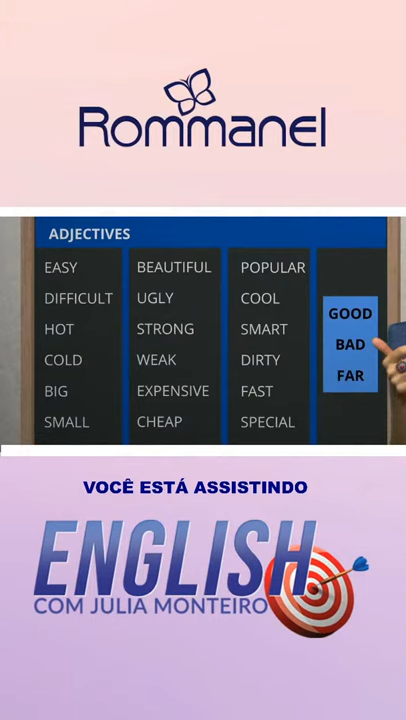 Rommanel
ADJECTIVES
EASY
DIFFICULT
HOT
COLD
BIG
SMALL
BEAUTIFUL
UGLY
STRONG
WEAK
EXPENSIVE
CHEAP
POPULAR
COOL
SMART
DIRTY
FAST
SPECIAL
GOOD
BAD
FAR
VOCÊ ESTÁ ASSISTINDO
ENGLISH
COM JULIA MONTEIRO